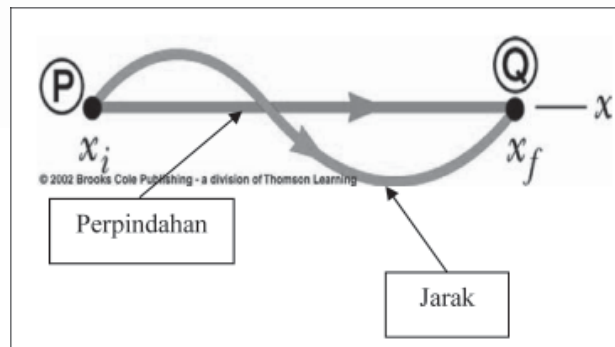 P
Q
x
x_i
x_f
© 2002 Brooks Cole Publishing - a division of Thomson Learning
Perpindahan
Jarak